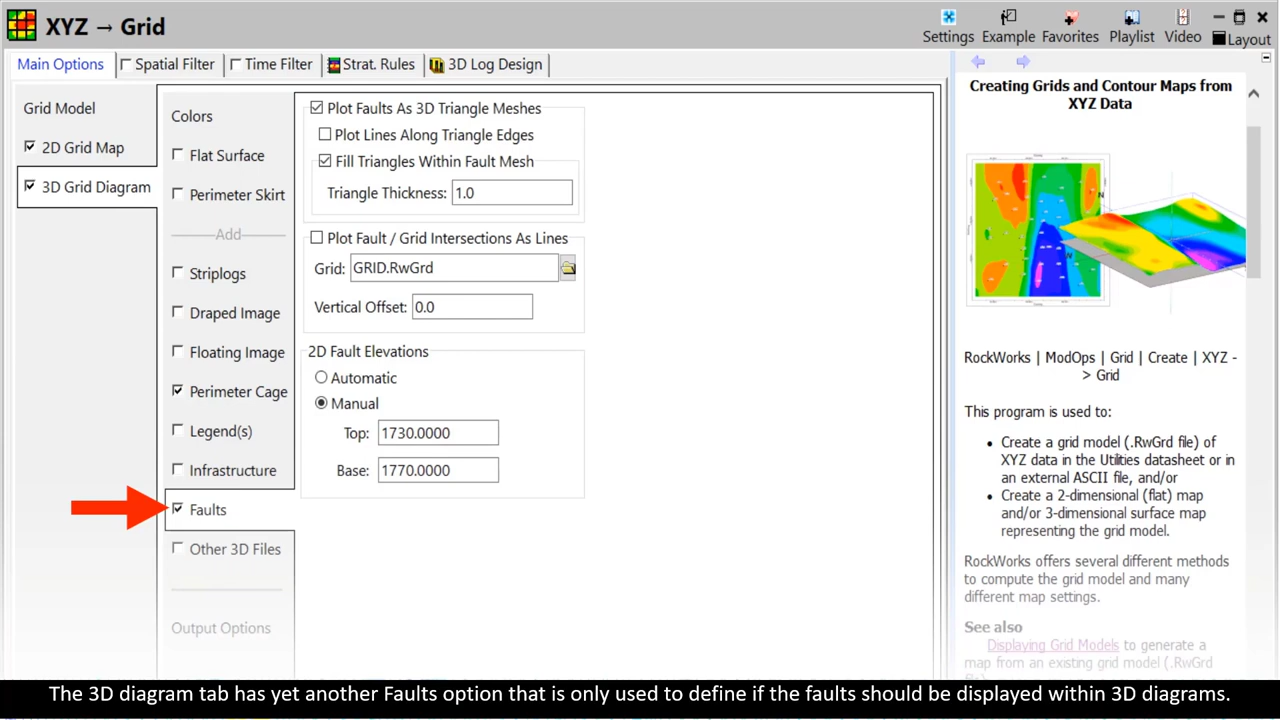 XYZ → Grid
Settings Example Favorites Playlist Video Layout
Main Options Spatial Filter Time Filter Strat. Rules 3D Log Design
Grid Model
2D Grid Map
3D Grid Diagram
Colors
Flat Surface
Perimeter Skirt
Add
Striplogs
Draped Image
Floating Image
Perimeter Cage
Legend(s)
Infrastructure
Faults
Other 3D Files
Output Options
Plot Faults As 3D Triangle Meshes
Plot Lines Along Triangle Edges
Fill Triangles Within Fault Mesh
Triangle Thickness: 1.0
Plot Fault / Grid Intersections As Lines
Grid: GRID.RwGrd
Vertical Offset: 0.0
2D Fault Elevations
Automatic
Manual
Top: 1730.0000
Base: 1770.0000
Creating Grids and Contour Maps from
XYZ Data
N
N
RockWorks | ModOps | Grid | Create | XYZ -
> Grid
This program is used to:
• Create a grid model (.RwGrd file) of
XYZ data in the Utilities datasheet or in
an external ASCII file, and/or
• Create a 2-dimensional (flat) map
and/or 3-dimensional surface map
representing the grid model.
RockWorks offers several different methods
to compute the grid model and many
different map settings.
See also
Displaying Grid Models to generate a
map from an existing grid model (.RwGrd
The 3D diagram tab has yet another Faults option that is only used to define if the faults should be displayed within 3D diagrams.